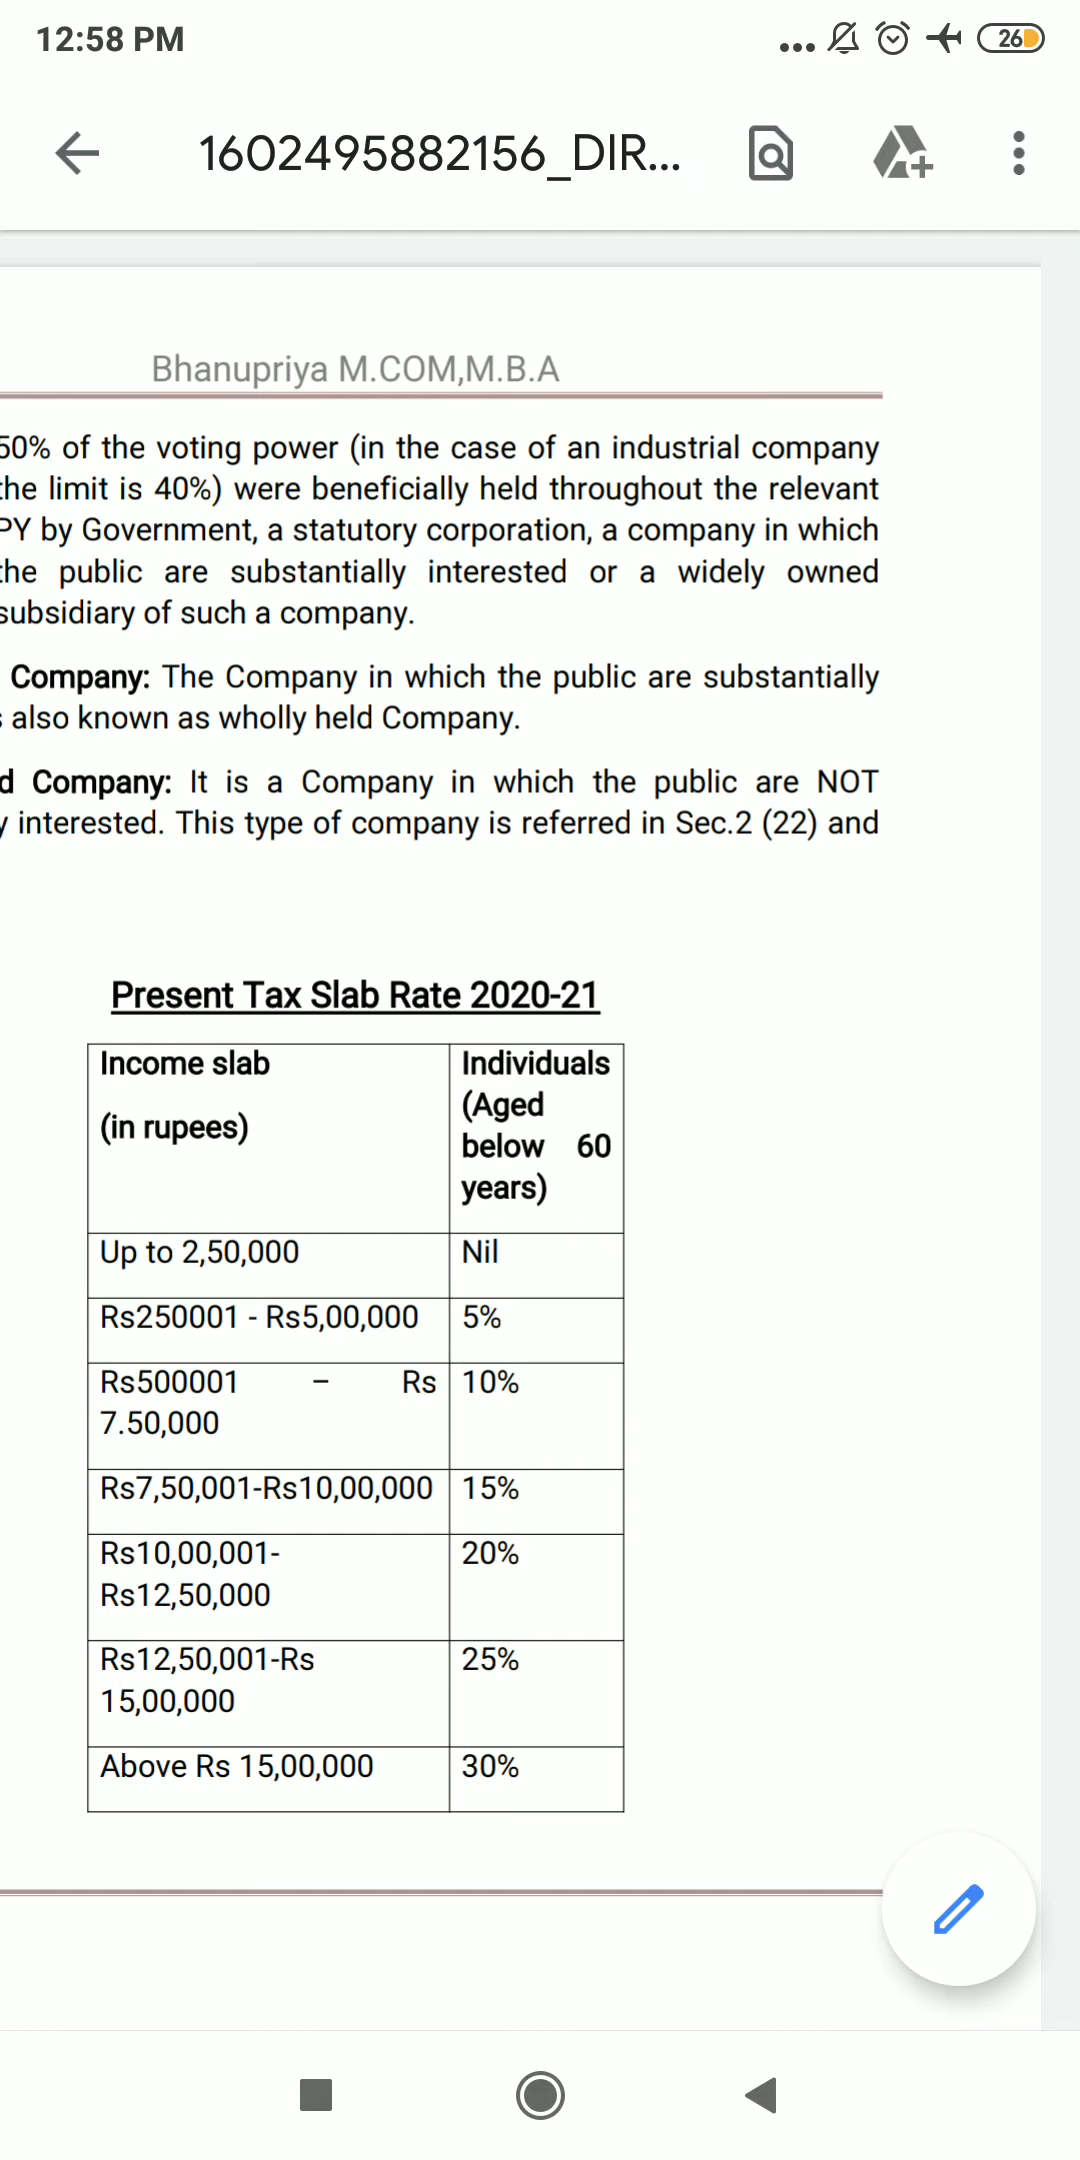 12:58 PM
26
1602495882156_DIR...
Bhanupriya M.COM,M.B.A
50% of the voting power (in the case of an industrial company
the limit is 40%) were beneficially held throughout the relevant
PY by Government, a statutory corporation, a company in which
the public are substantially interested or a widely owned
subsidiary of such a company.
Company: The Company in which the public are substantially
also known as wholly held Company.
d Company: It is a Company in which the public are NOT
y interested. This type of company is referred in Sec.2 (22) and
Present Tax Slab Rate 2020-21
Income slab
(in rupees)
Individuals
(Aged
below 60
years)
Up to 2,50,000
Nil
Rs250001 - Rs5,00,000
5%
Rs500001 – Rs
7.50,000
10%
Rs7,50,001-Rs10,00,000
15%
Rs10,00,001-
Rs12,50,000
20%
Rs12,50,001-Rs
15,00,000
25%
Above Rs 15,00,000
30%